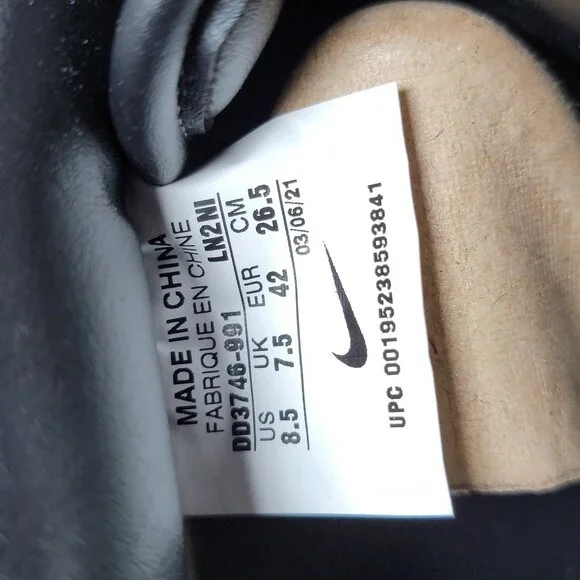 MADE IN CHINA
FABRIQUE EN CHINE
DD3746-991 LN2NI
US UK EUR CM
8.5 7.5 42 26.5
03/06/21
UPC 00195238593841